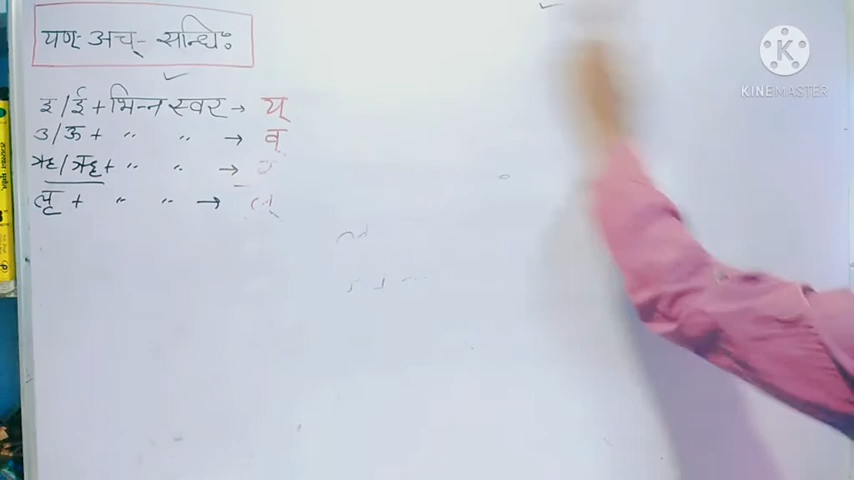 यण् अच् - सन्धिः
इ/ई + भिन्न स्वर → य्
उ/ऊ + " " → व्
ऋ/ॠ + " " →
लृ + " " → ल्
KINEMASTER